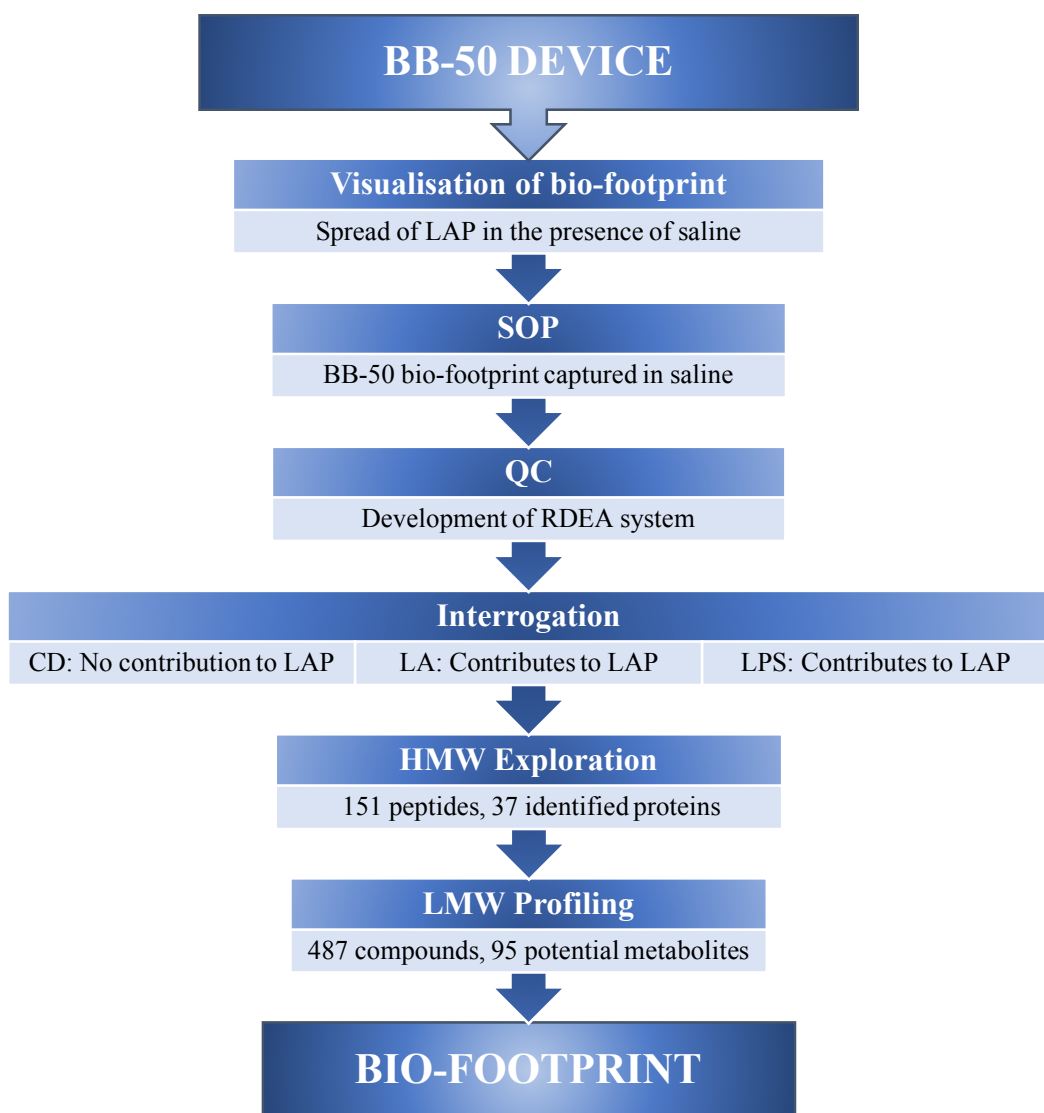 BB-50 DEVICE
Visualisation of bio-footprint
Spread of LAP in the presence of saline
SOP
BB-50 bio-footprint captured in saline
QC
Development of RDEA system
Interrogation
CD: No contribution to LAP
LA: Contributes to LAP
LPS: Contributes to LAP
HMW Exploration
151 peptides, 37 identified proteins
LMW Profiling
487 compounds, 95 potential metabolites
BIO-FOOTPRINT